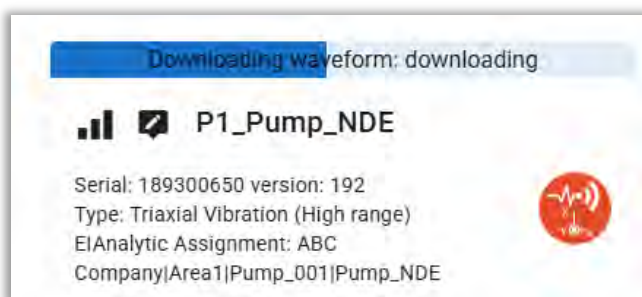 Downloading waveform: downloading
P1_Pump_NDE
Serial: 189300650 version: 192
Type: Triaxial Vibration (High range)
EIAnalytic Assignment: ABC
Company|Area1|Pump_001|Pump_NDE